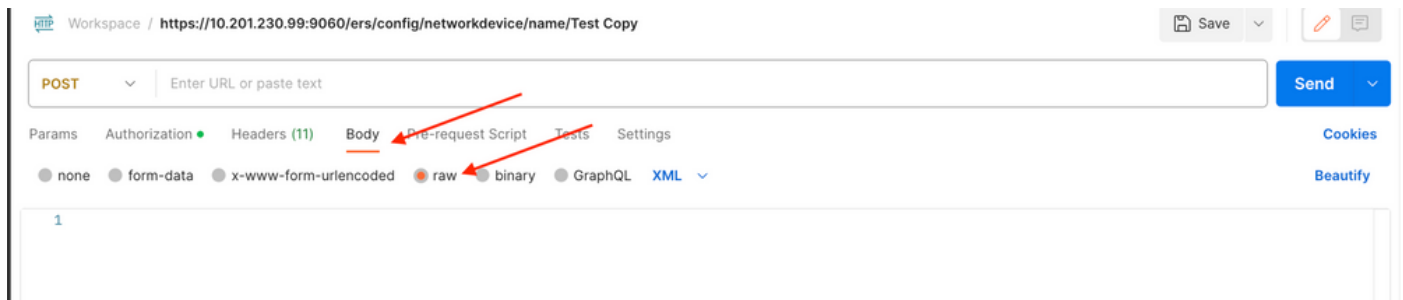 HTTP Workspace / https://10.201.230.99:9060/ers/config/networkdevice/name/Test Copy Save
POST Enter URL or paste text Send
Params Authorization Headers (11) Body Pre-request Script Tests Settings Cookies
none form-data x-www-form-urlencoded raw binary GraphQL XML Beautify
1